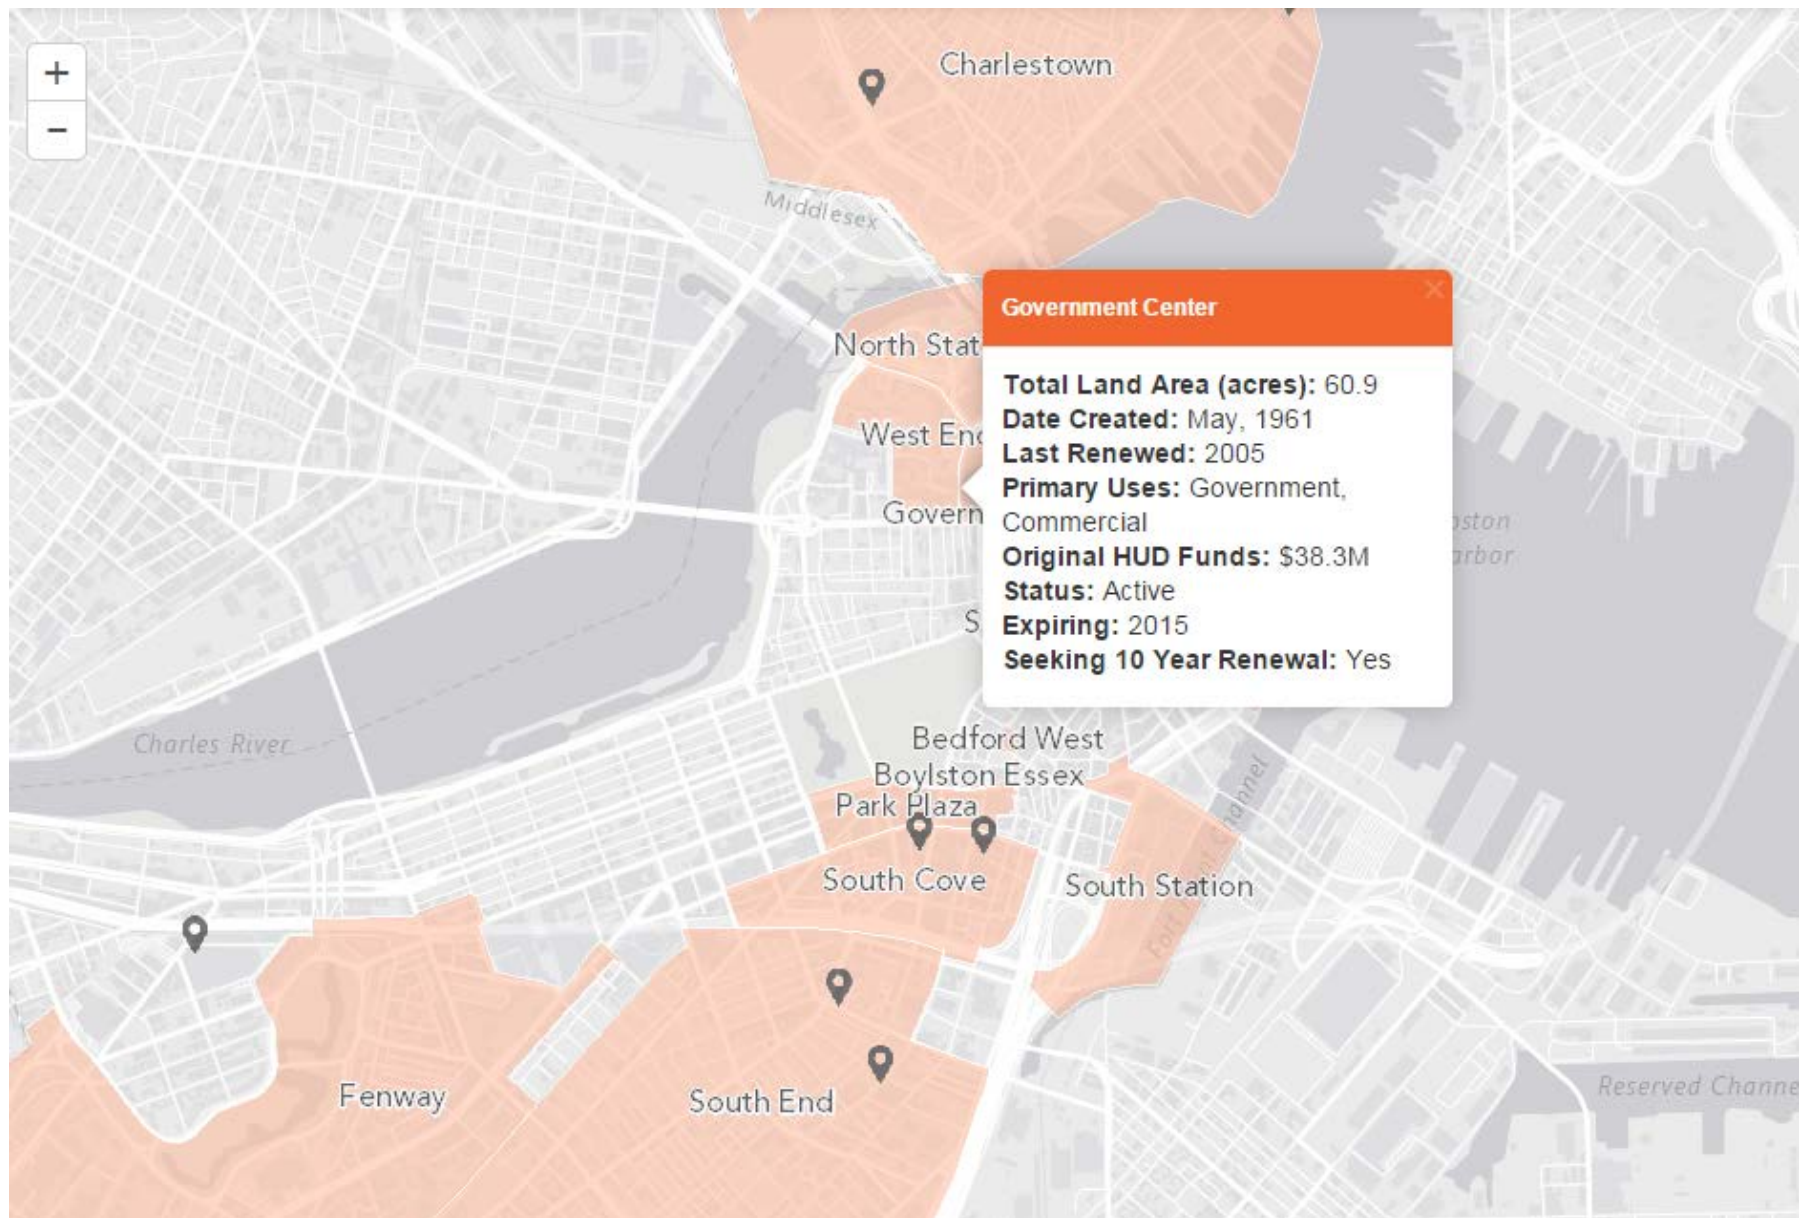 +
−
Charlestown
Middlesex
Government Center
×
North Stat
Total Land Area (acres): 60.9
Date Created: May, 1961
West End
Last Renewed: 2005
Primary Uses: Government,
Commercial
Govern
oston
arbor
Original HUD Funds: $38.3M
Status: Active
S
Expiring: 2015
Seeking 10 Year Renewal: Yes
Charles River
Bedford West
Boylston Essex
Park Plaza
South Cove
South Station
Fort Point Channel
Fenway
South End
Reserved Channe